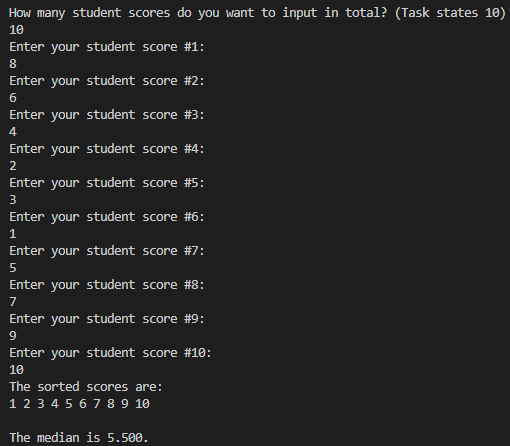 How many student scores do you want to input in total? (Task states 10)
10
Enter your student score #1:
8
Enter your student score #2:
6
Enter your student score #3:
4
Enter your student score #4:
2
Enter your student score #5:
3
Enter your student score #6:
1
Enter your student score #7:
5
Enter your student score #8:
7
Enter your student score #9:
9
Enter your student score #10:
10
The sorted scores are:
1 2 3 4 5 6 7 8 9 10
The median is 5.500.